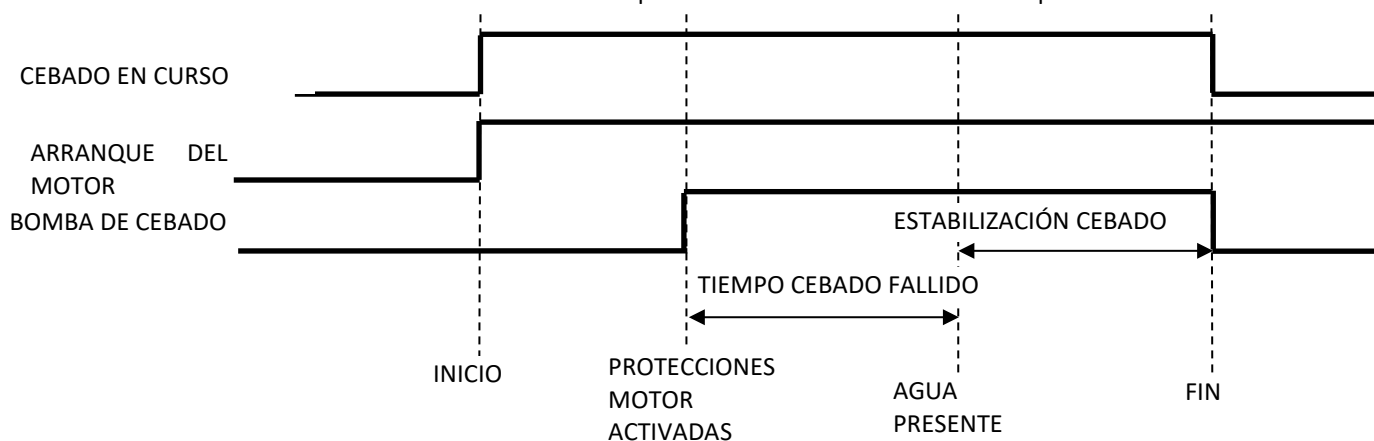 CEBADO EN CURSO
ARRANQUE DEL
MOTOR
BOMBA DE CEBADO
ESTABILIZACIÓN CEBADO
TIEMPO CEBADO FALLIDO
INICIO
PROTECCIONES
MOTOR
ACTIVADAS
AGUA
PRESENTE
FIN